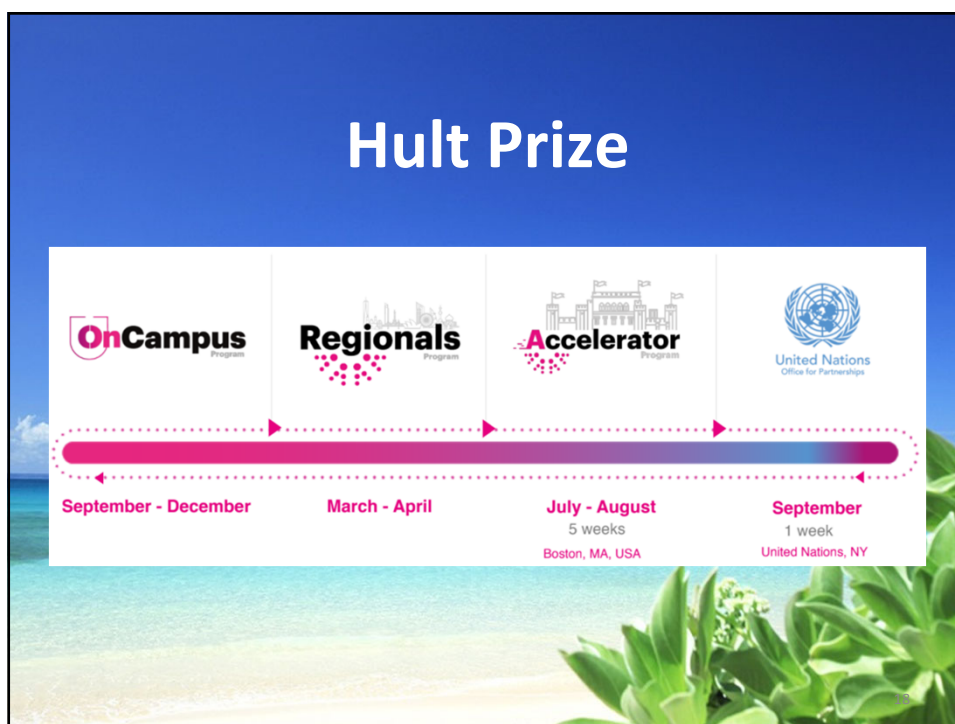 Hult Prize
OnCampus
Program
Regionals
Program
Accelerator
Program
United Nations
Office for Partnerships
September - December
March - April
July - August
5 weeks
Boston, MA, USA
September
1 week
United Nations, NY